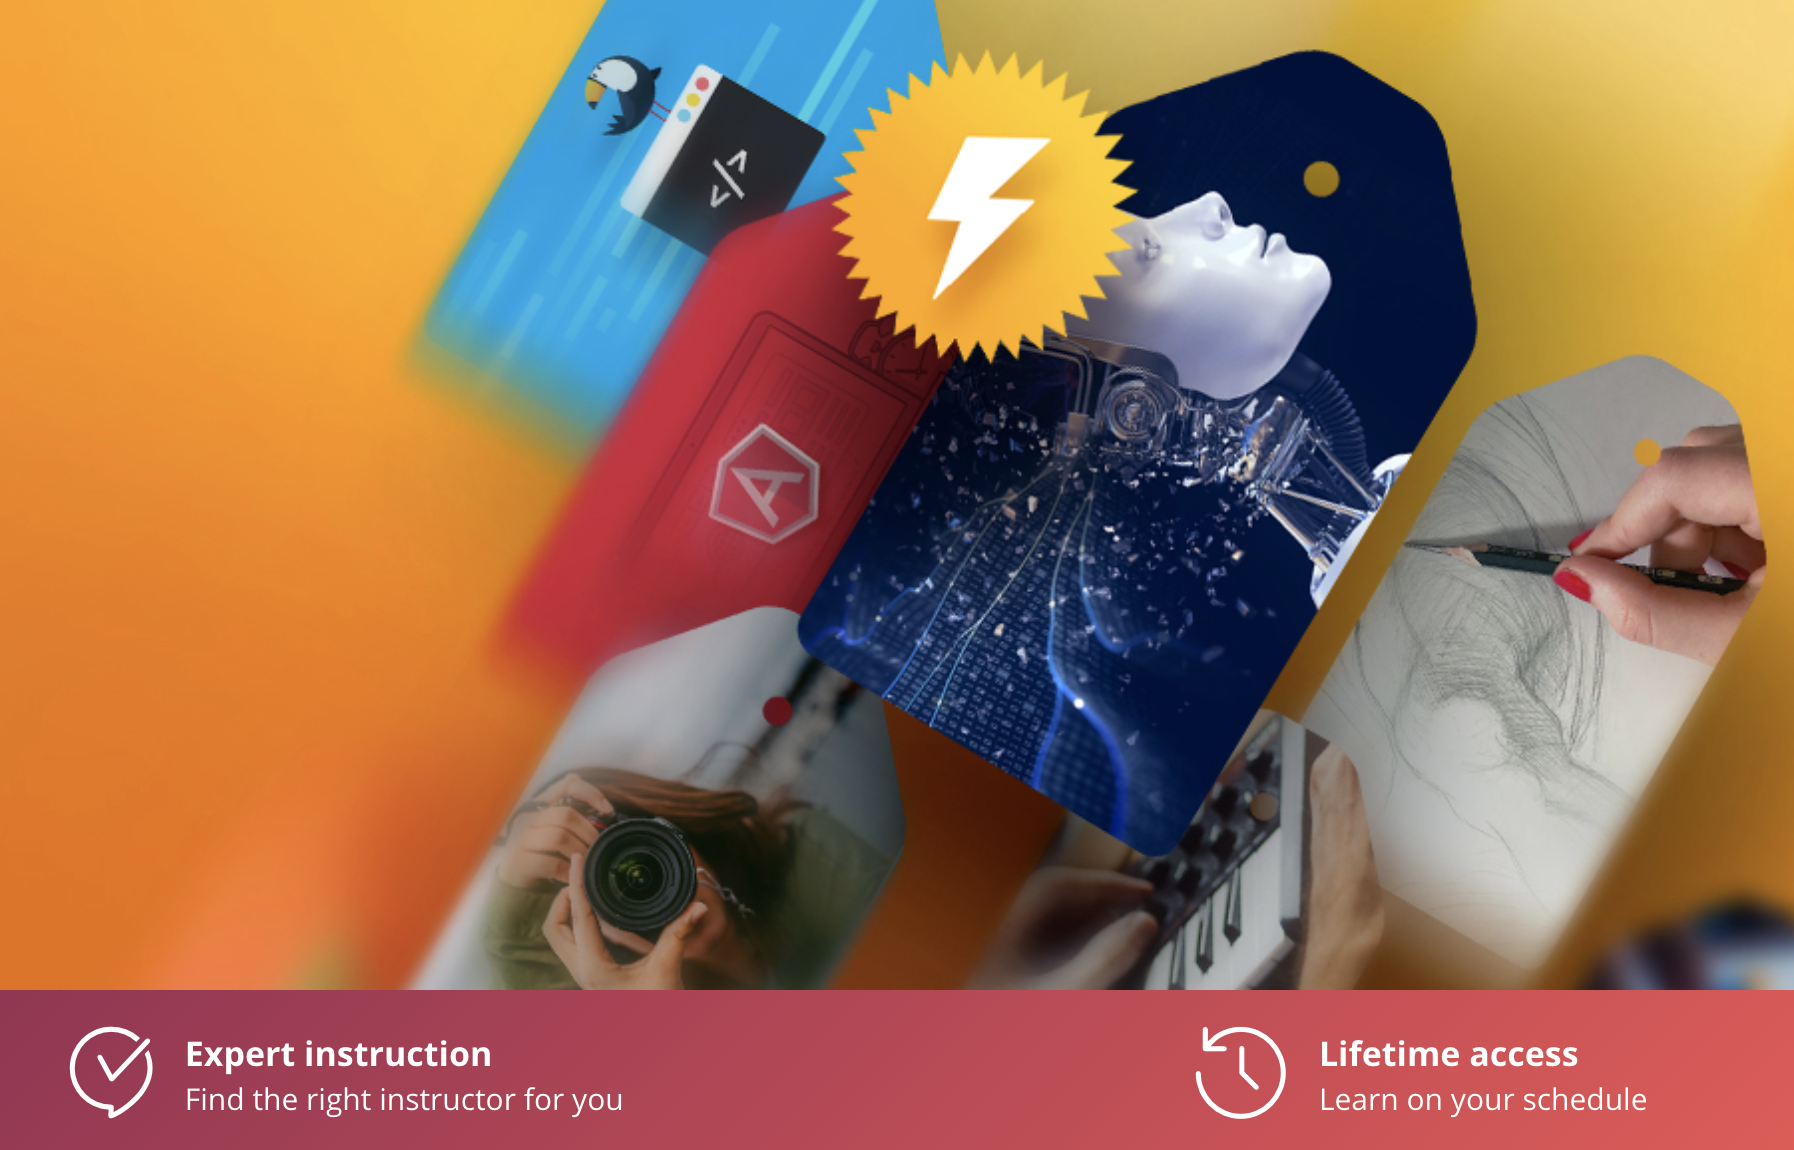 </>
A
Expert instruction
Find the right instructor for you
Lifetime access
Learn on your schedule